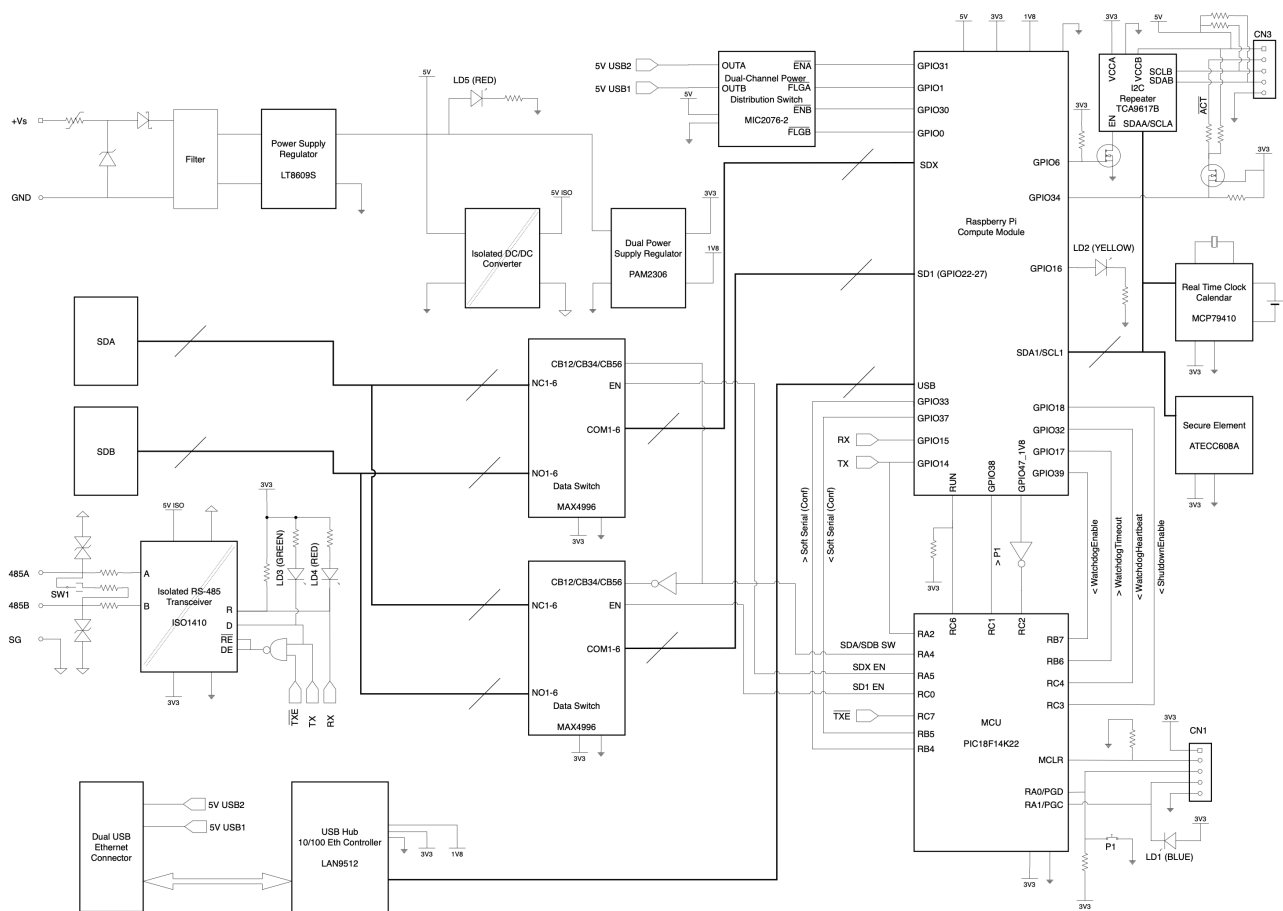 5V
3V3
1V8
3V3
5V
CN3
5V USB2
5V USB1
5V
OUTA
OUTB
ENA
FLGA
ENB
FLGB
Dual-Channel Power
Distribution Switch
MIC2076-2
GPIO31
GPIO1
GPIO30
GPIO0
SDX
VCCA
VCCB
SCLB
SDAB
I2C
Repeater
TCA9617B
EN
SDAA/SCLA
ACT
3V3
3V3
GPIO6
GPIO34
5V
LD5 (RED)
+Vs
GND
Filter
Power Supply
Regulator
LT8609S
5V ISO
Isolated DC/DC
Converter
3V3
Dual Power
Supply Regulator
PAM2306
1V8
Raspberry Pi
Compute Module
SD1 (GPIO22-27)
GPIO16
LD2 (YELLOW)
Real Time Clock
Calendar
MCP79410
3V3
SDA1/SCL1
SDA
SDB
CB12/CB34/CB56
NC1-6
EN
COM1-6
NO1-6
Data Switch
MAX4996
3V3
USB
GPIO33
GPIO37
RX
GPIO15
TX
GPIO14
GPIO18
GPIO32
GPIO17
GPIO39
RUN
GPIO38
GPIO47_1V8
Secure Element
ATECC608A
3V3
> Soft Serial (Conf)
< Soft Serial (Conf)
3V3
> P1
< WatchdogEnable
> WatchdogTimeout
< WatchdogHeartbeat
< ShutdownEnable
5V ISO
3V3
LD3 (GREEN)
LD4 (RED)
485A
SW1
485B
SG
A
B
Isolated RS-485
Transceiver
ISO1410
R
D
RE
DE
3V3
TXE
TX
RX
CB12/CB34/CB56
NC1-6
EN
COM1-6
NO1-6
Data Switch
MAX4996
3V3
SDA/SDB SW
SDX EN
SD1 EN
TXE
RC6
RC1
RC2
RA2
RA4
RA5
RC0
RC7
RB5
RB4
RB7
RB6
RC4
RC3
MCU
PIC18F14K22
MCLR
RA0/PGD
RA1/PGC
3V3
CN1
P1
LD1 (BLUE)
3V3
3V3
3V3
Dual USB
Ethernet
Connector
5V USB2
5V USB1
USB Hub
10/100 Eth Controller
LAN9512
3V3
1V8